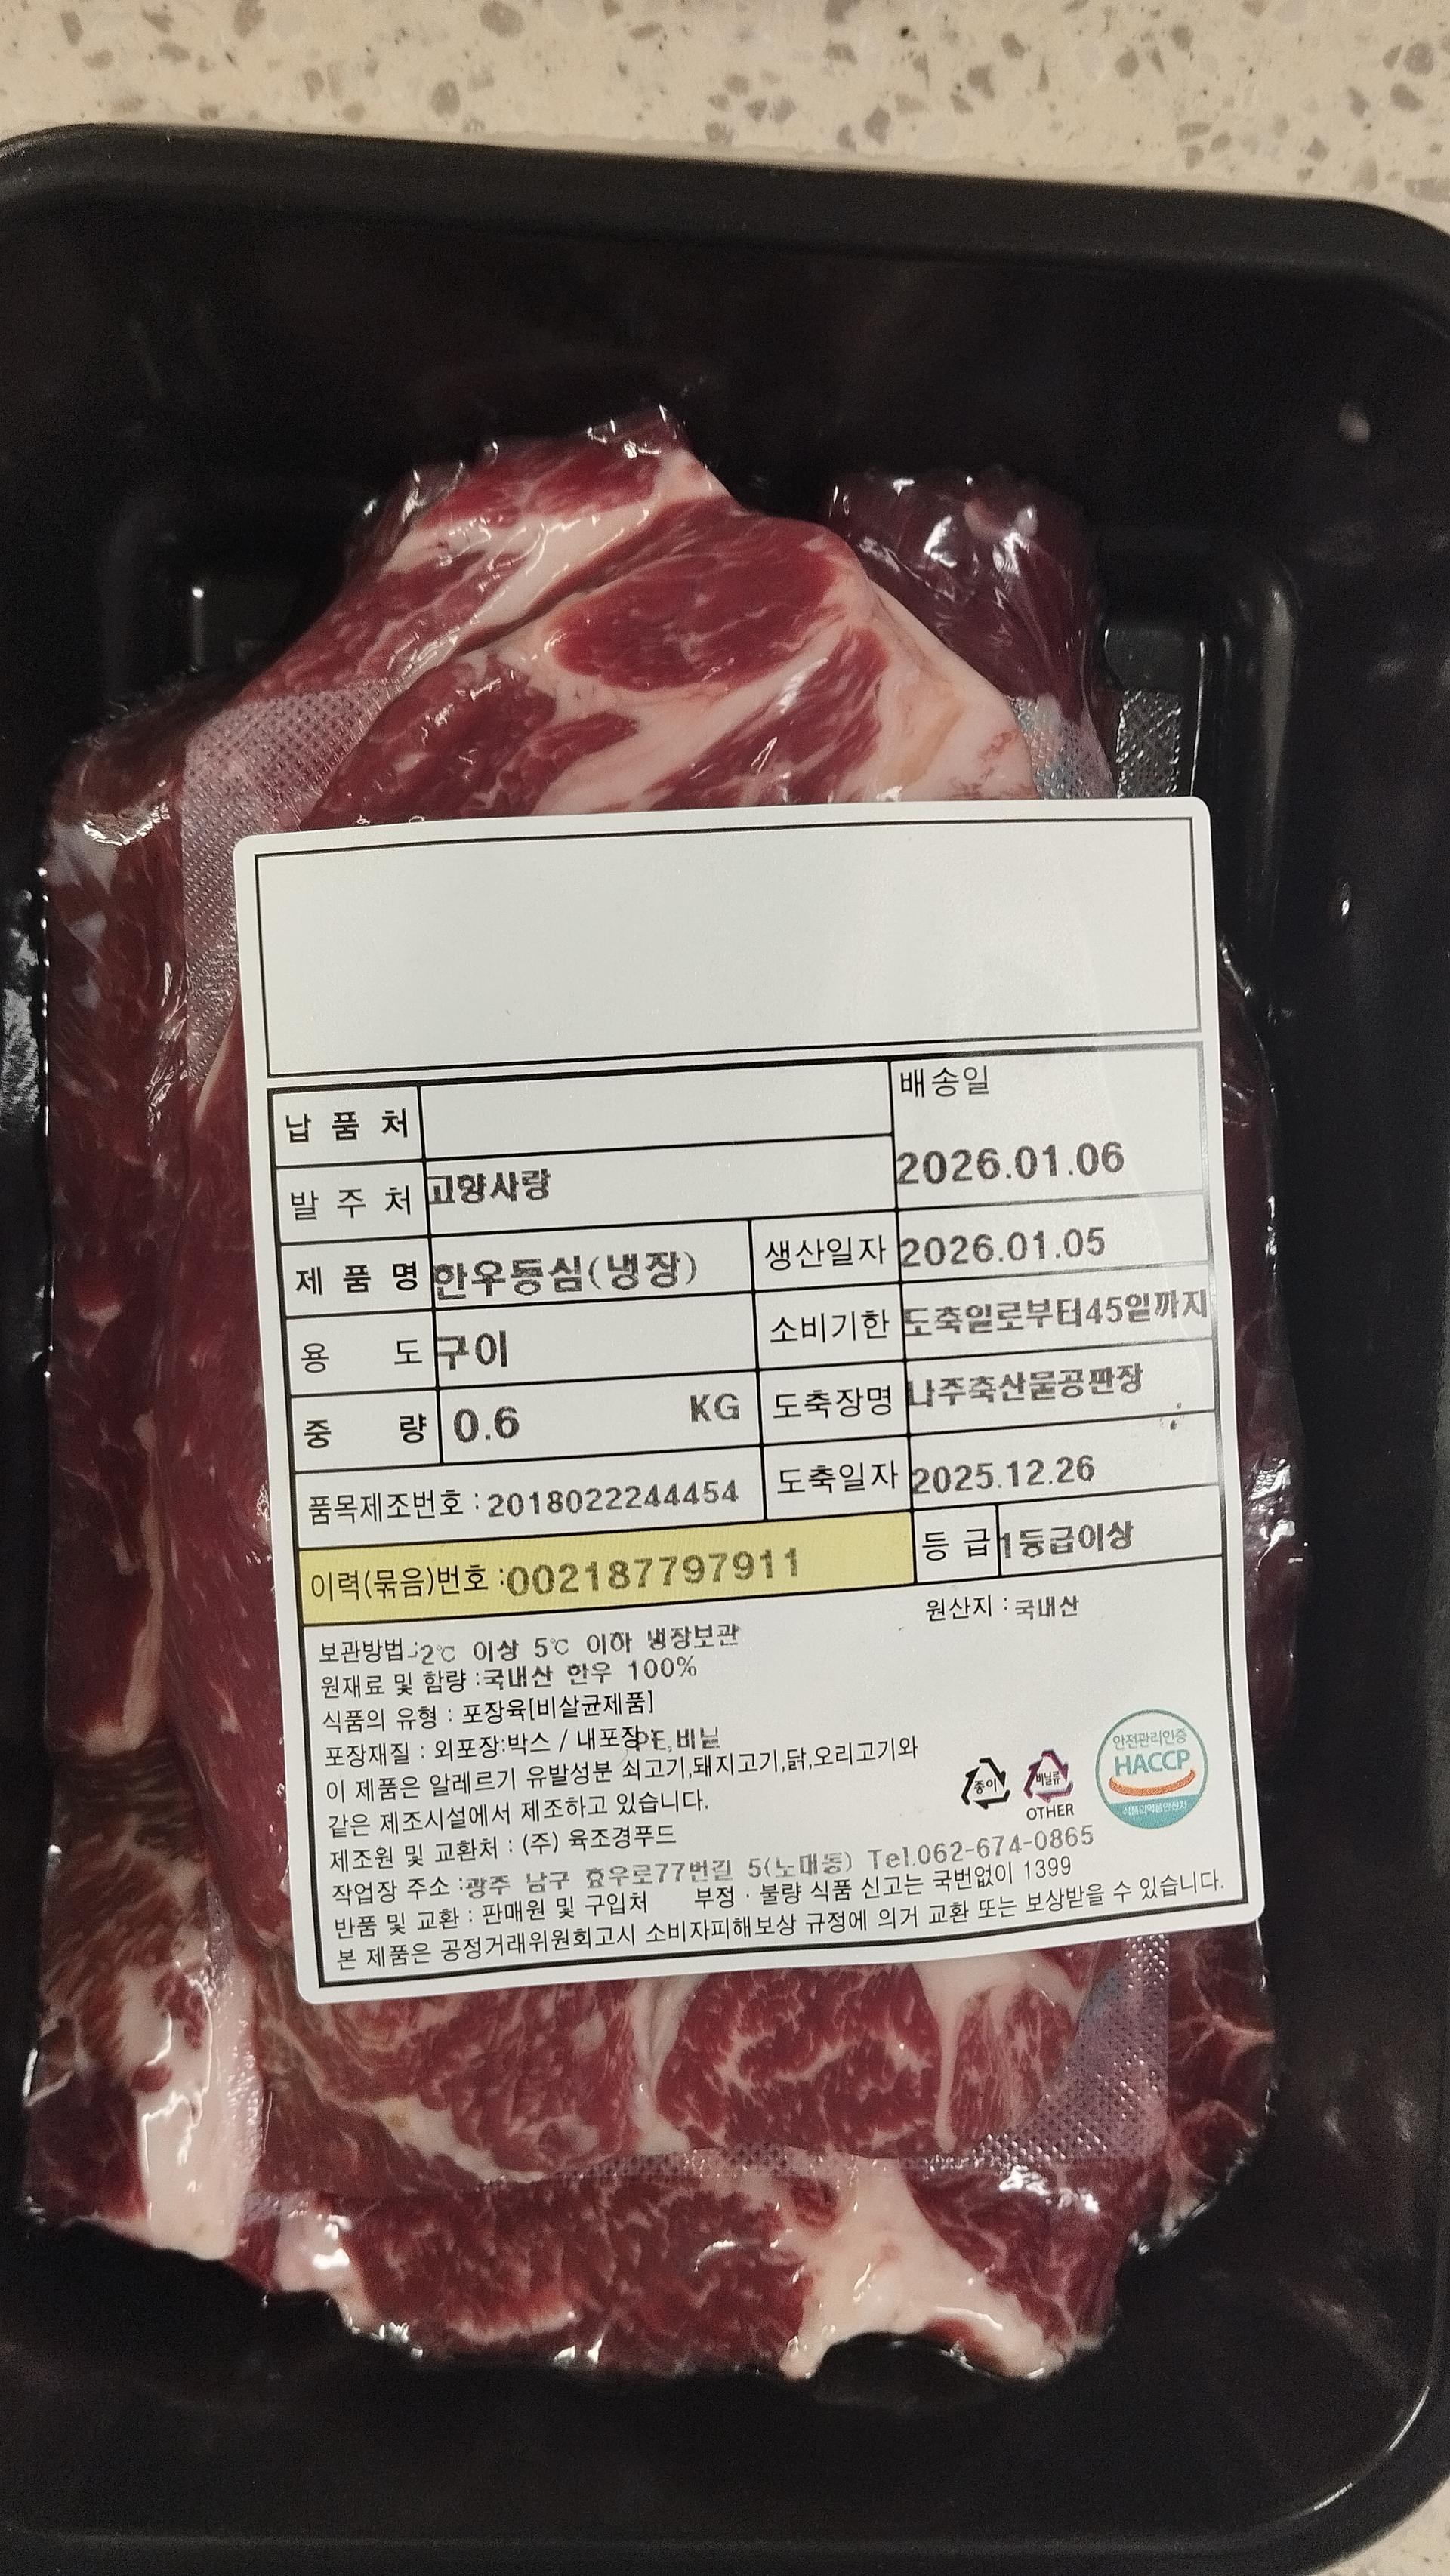 납 품 처
배송일
2026.01.06
발 주 처 고향사랑
제 품 명 한우등심(냉장) 생산일자 2026.01.05
용 도 구이 소비기한 도축일로부터45일까지
중 량 0.6 KG 도축장명 나주축산물공판장
품목제조번호 : 2018022244454 도축일자 2025.12.26
이력(묶음)번호 :002187797911 등 급 1등급이상
원산지 : 국내산
보관방법:-2℃ 이상 5℃ 이하 냉장보관
원재료 및 함량 :국내산 한우 100%
식품의 유형 : 포장육[비살균제품]
포장재질 : 외포장:박스 / 내포장:PE,비닐
이 제품은 알레르기 유발성분 쇠고기,돼지고기,닭,오리고기와
같은 제조시설에서 제조하고 있습니다.
제조원 및 교환처 : (주) 육조경푸드
작업장 주소 :광주 남구 효우로77번길 5(노대동) Tel.062-674-0865
반품 및 교환 : 판매원 및 구입처 부정 · 불량 식품 신고는 국번없이 1399
본 제품은 공정거래위원회고시 소비자피해보상 규정에 의거 교환 또는 보상받을 수 있습니다.
종이
비닐류
OTHER
안전관리인증
HACCP
식품의약품안전처